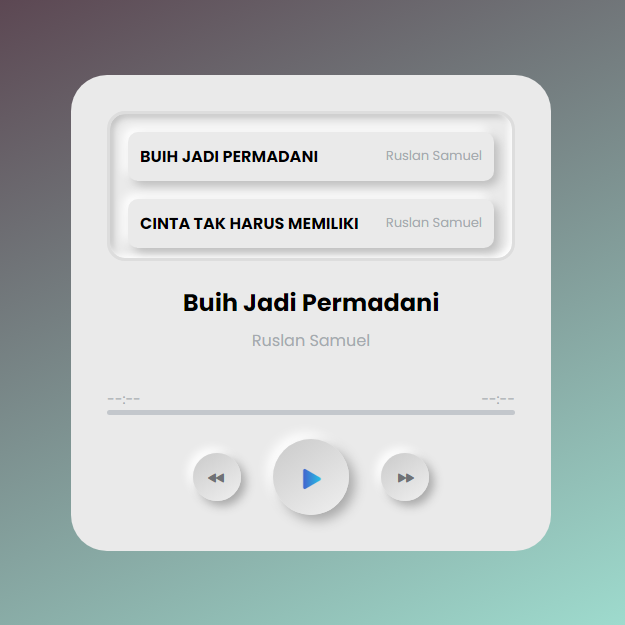 BUIH JADI PERMADANI Ruslan Samuel
CINTA TAK HARUS MEMILIKI Ruslan Samuel
Buih Jadi Permadani
Ruslan Samuel
--:-- --:--